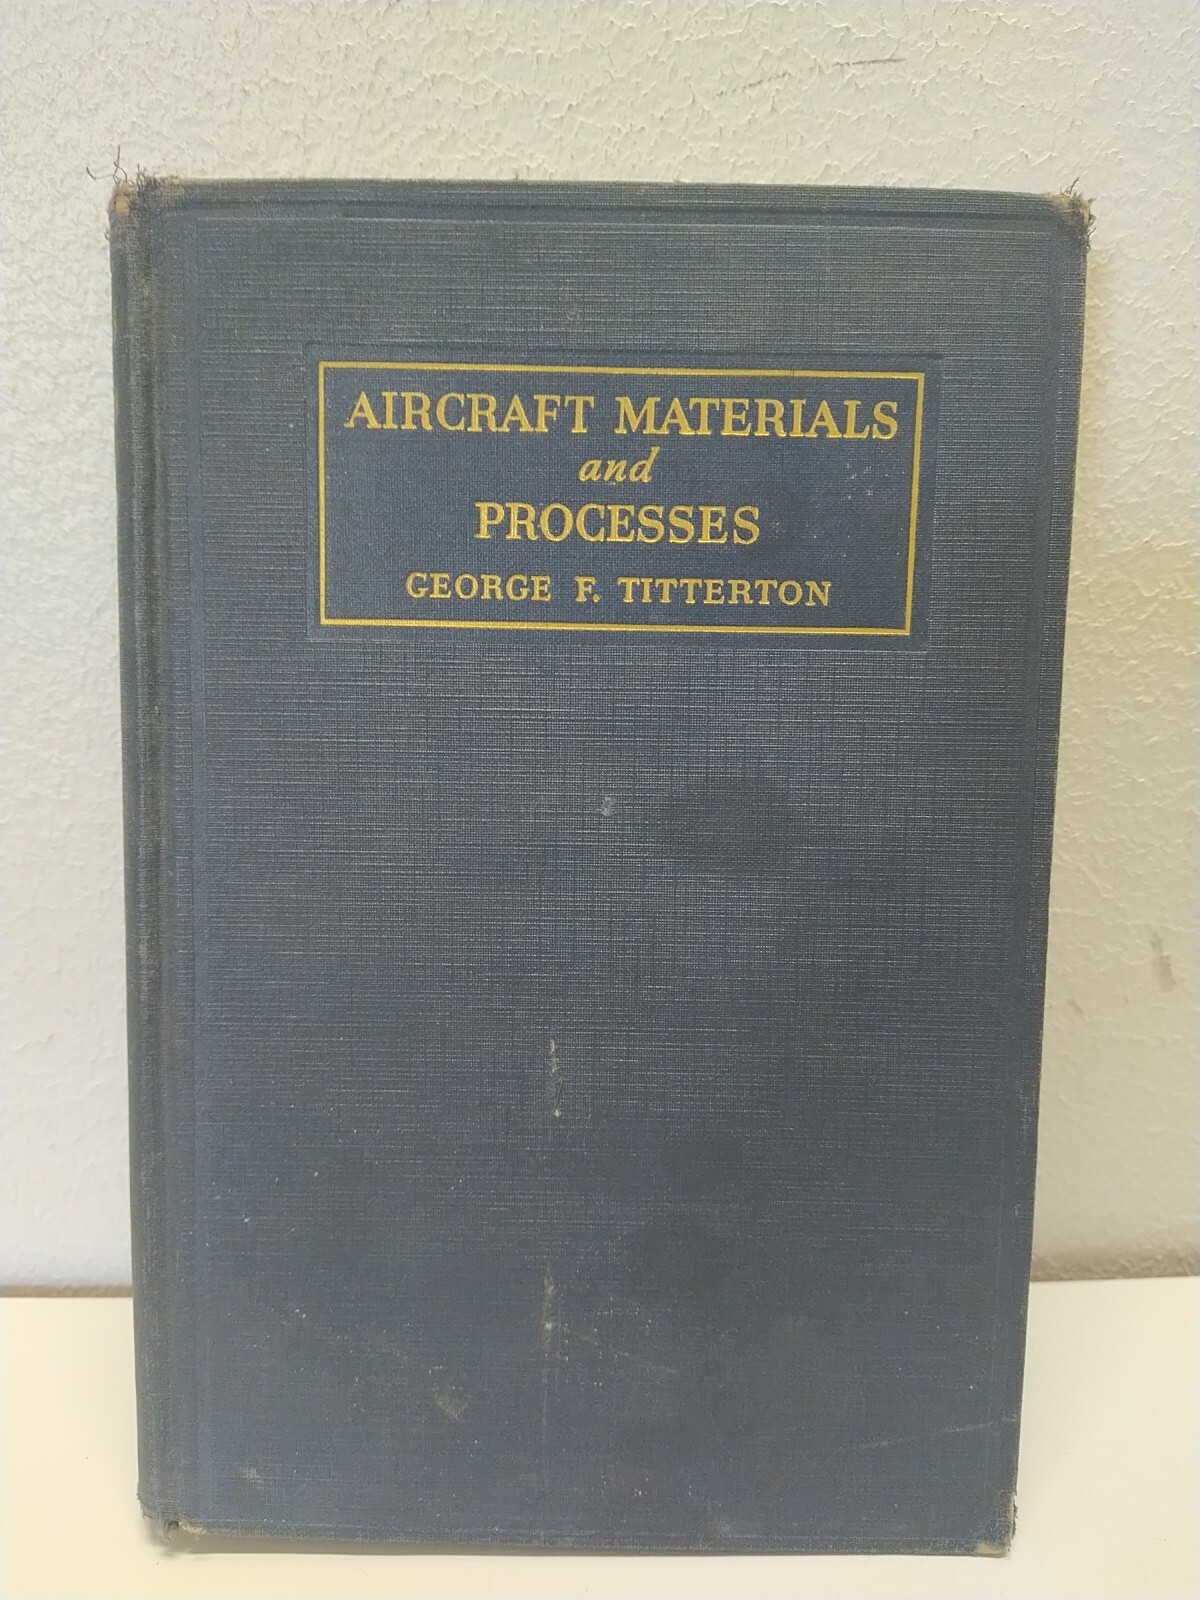 AIRCRAFT MATERIALS
and
PROCESSES
GEORGE F. TITTERTON